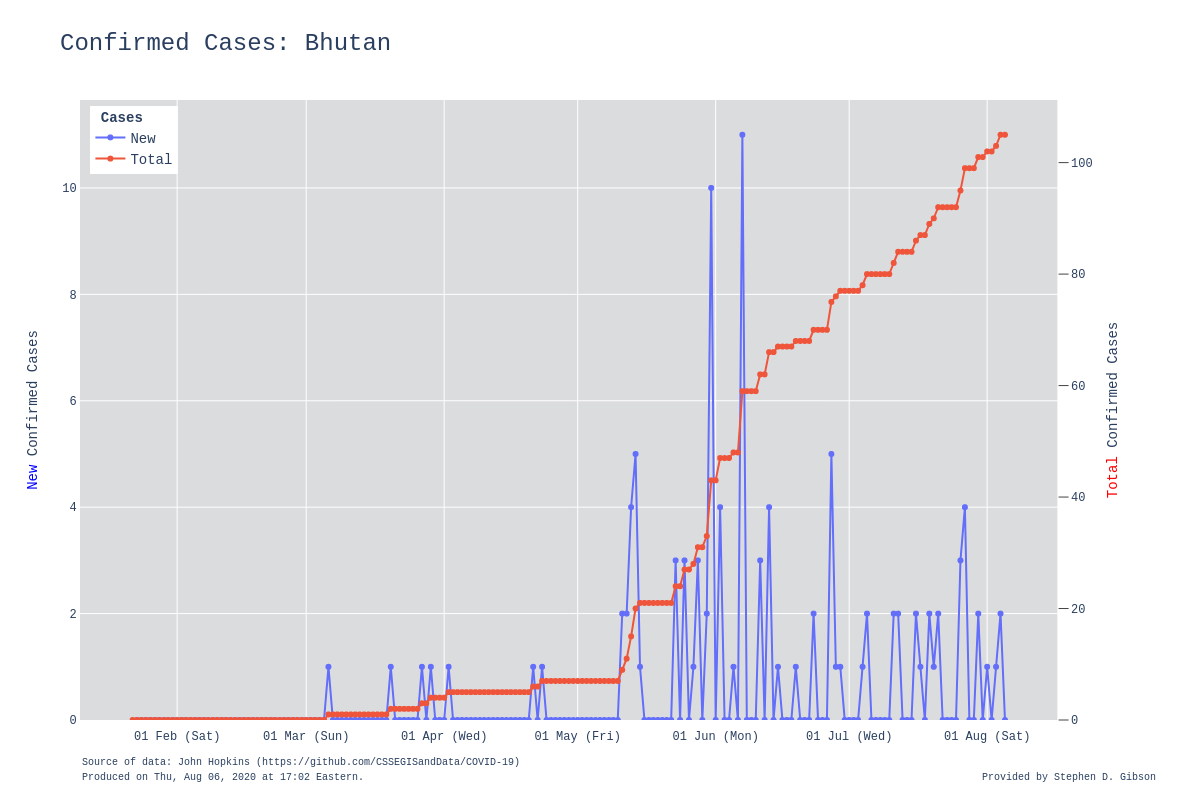 Confirmed Cases: Bhutan
Cases
New
Total
10
8
6
4
2
0
100
80
60
40
20
0
New Confirmed Cases
Total Confirmed Cases
01 Feb (Sat)
01 Mar (Sun)
01 Apr (Wed)
01 May (Fri)
01 Jun (Mon)
01 Jul (Wed)
01 Aug (Sat)
Source of data: John Hopkins (https://github.com/CSSEGISandData/COVID-19)
Produced on Thu, Aug 06, 2020 at 17:02 Eastern.
Provided by Stephen D. Gibson